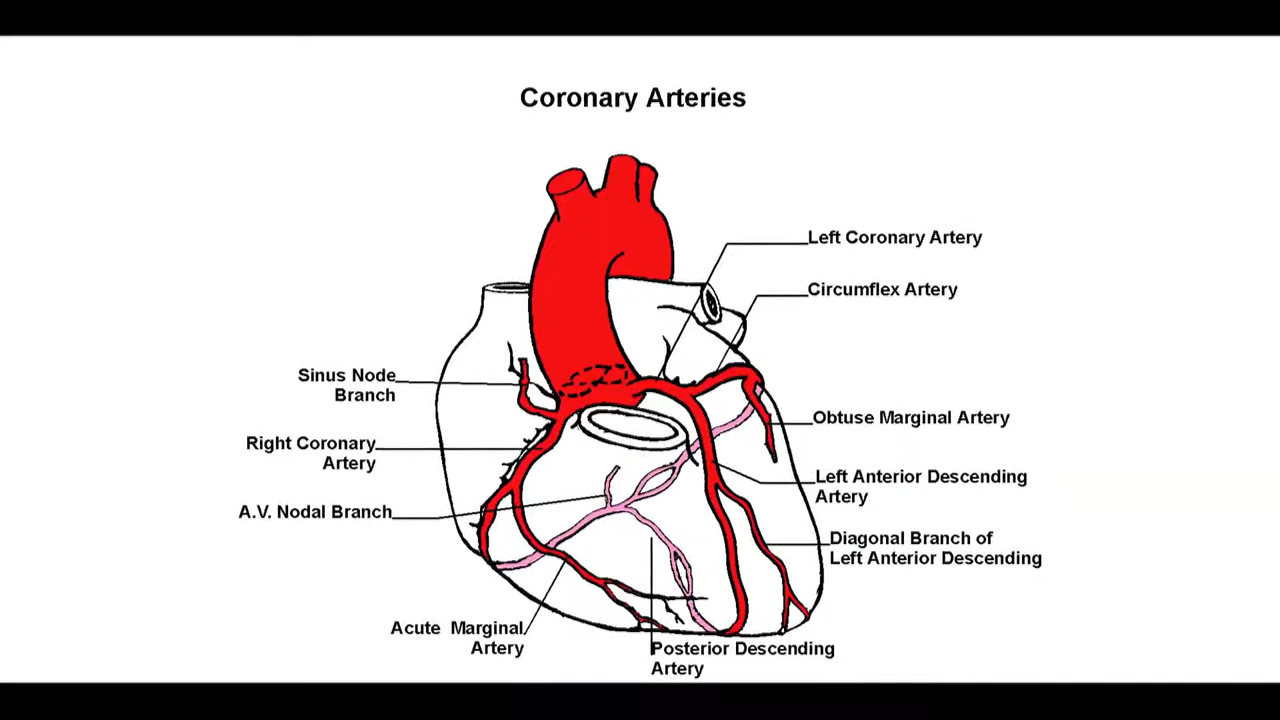 Coronary Arteries
Left Coronary Artery
Circumflex Artery
Sinus Node
Branch
Obtuse Marginal Artery
Right Coronary
Artery
Left Anterior Descending
Artery
A.V. Nodal Branch
Diagonal Branch of
Left Anterior Descending
Acute Marginal
Artery
Posterior Descending
Artery